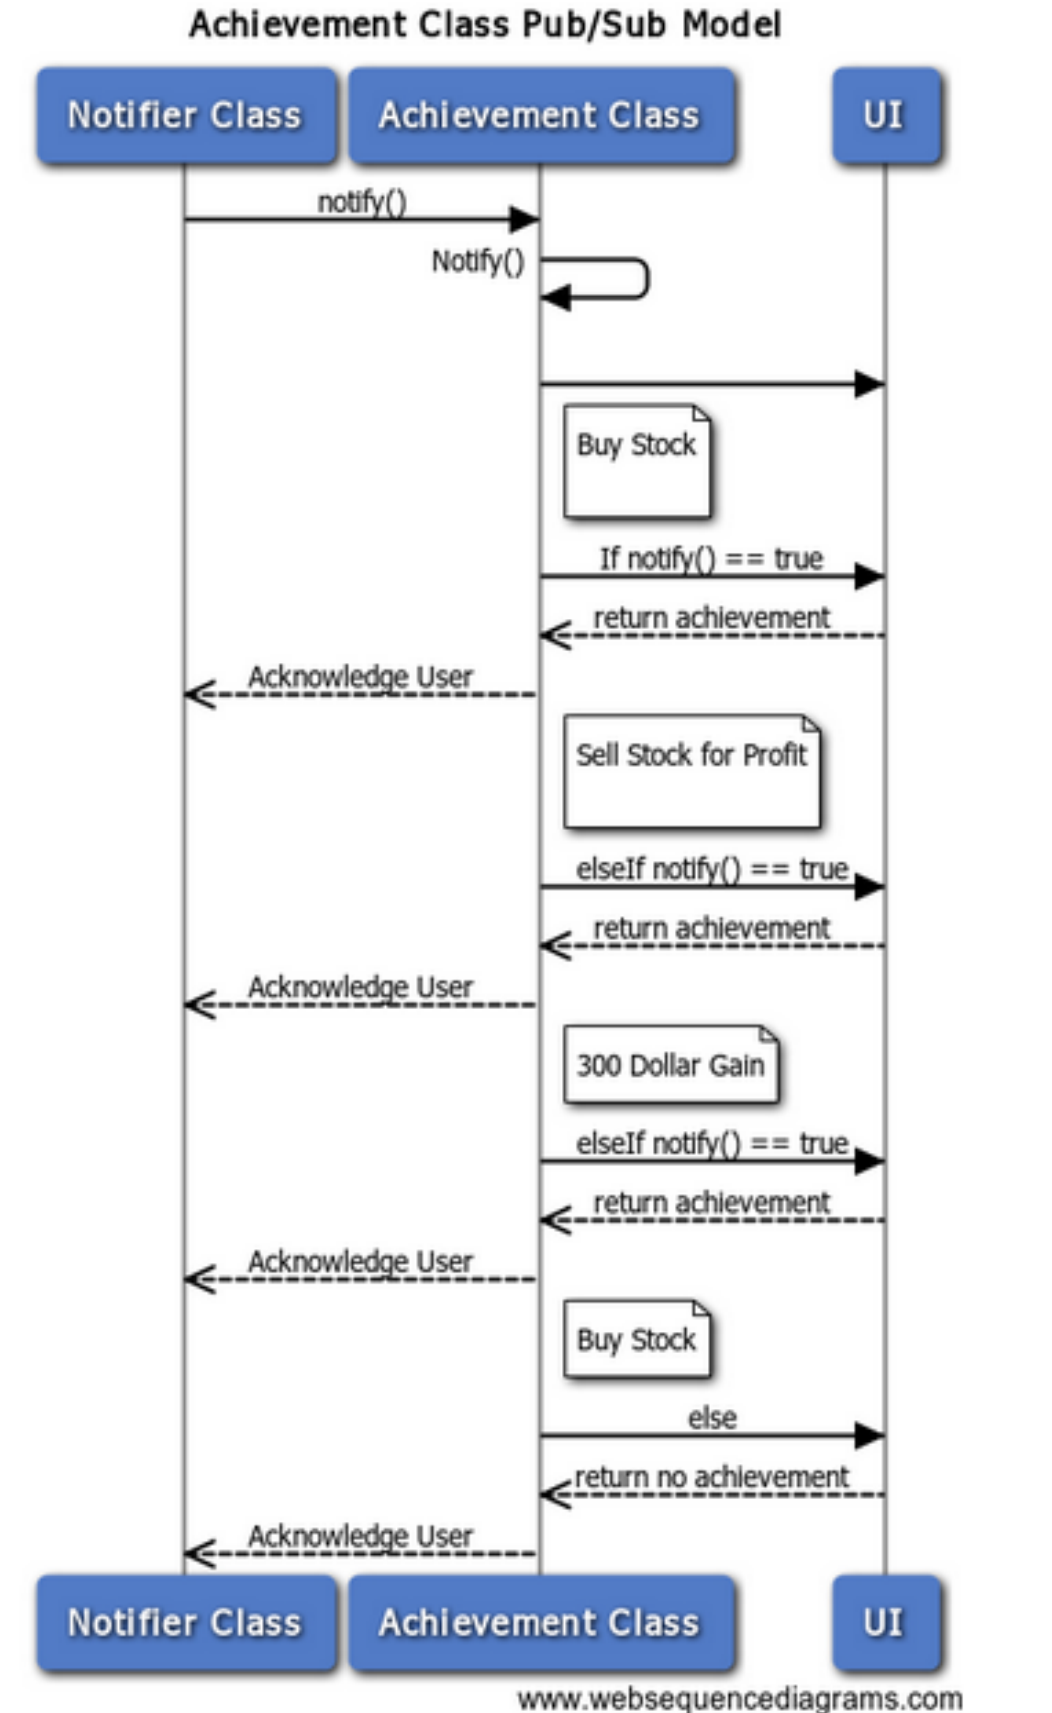 Achievement Class Pub/Sub Model
Notifier Class
Achievement Class
UI
notify()
Notify()
Buy Stock
If notify() == true
return achievement
Acknowledge User
Sell Stock for Profit
elseIf notify() == true
return achievement
Acknowledge User
300 Dollar Gain
elseIf notify() == true
return achievement
Acknowledge User
Buy Stock
else
return no achievement
Acknowledge User
Notifier Class
Achievement Class
UI
www.websequencediagrams.com